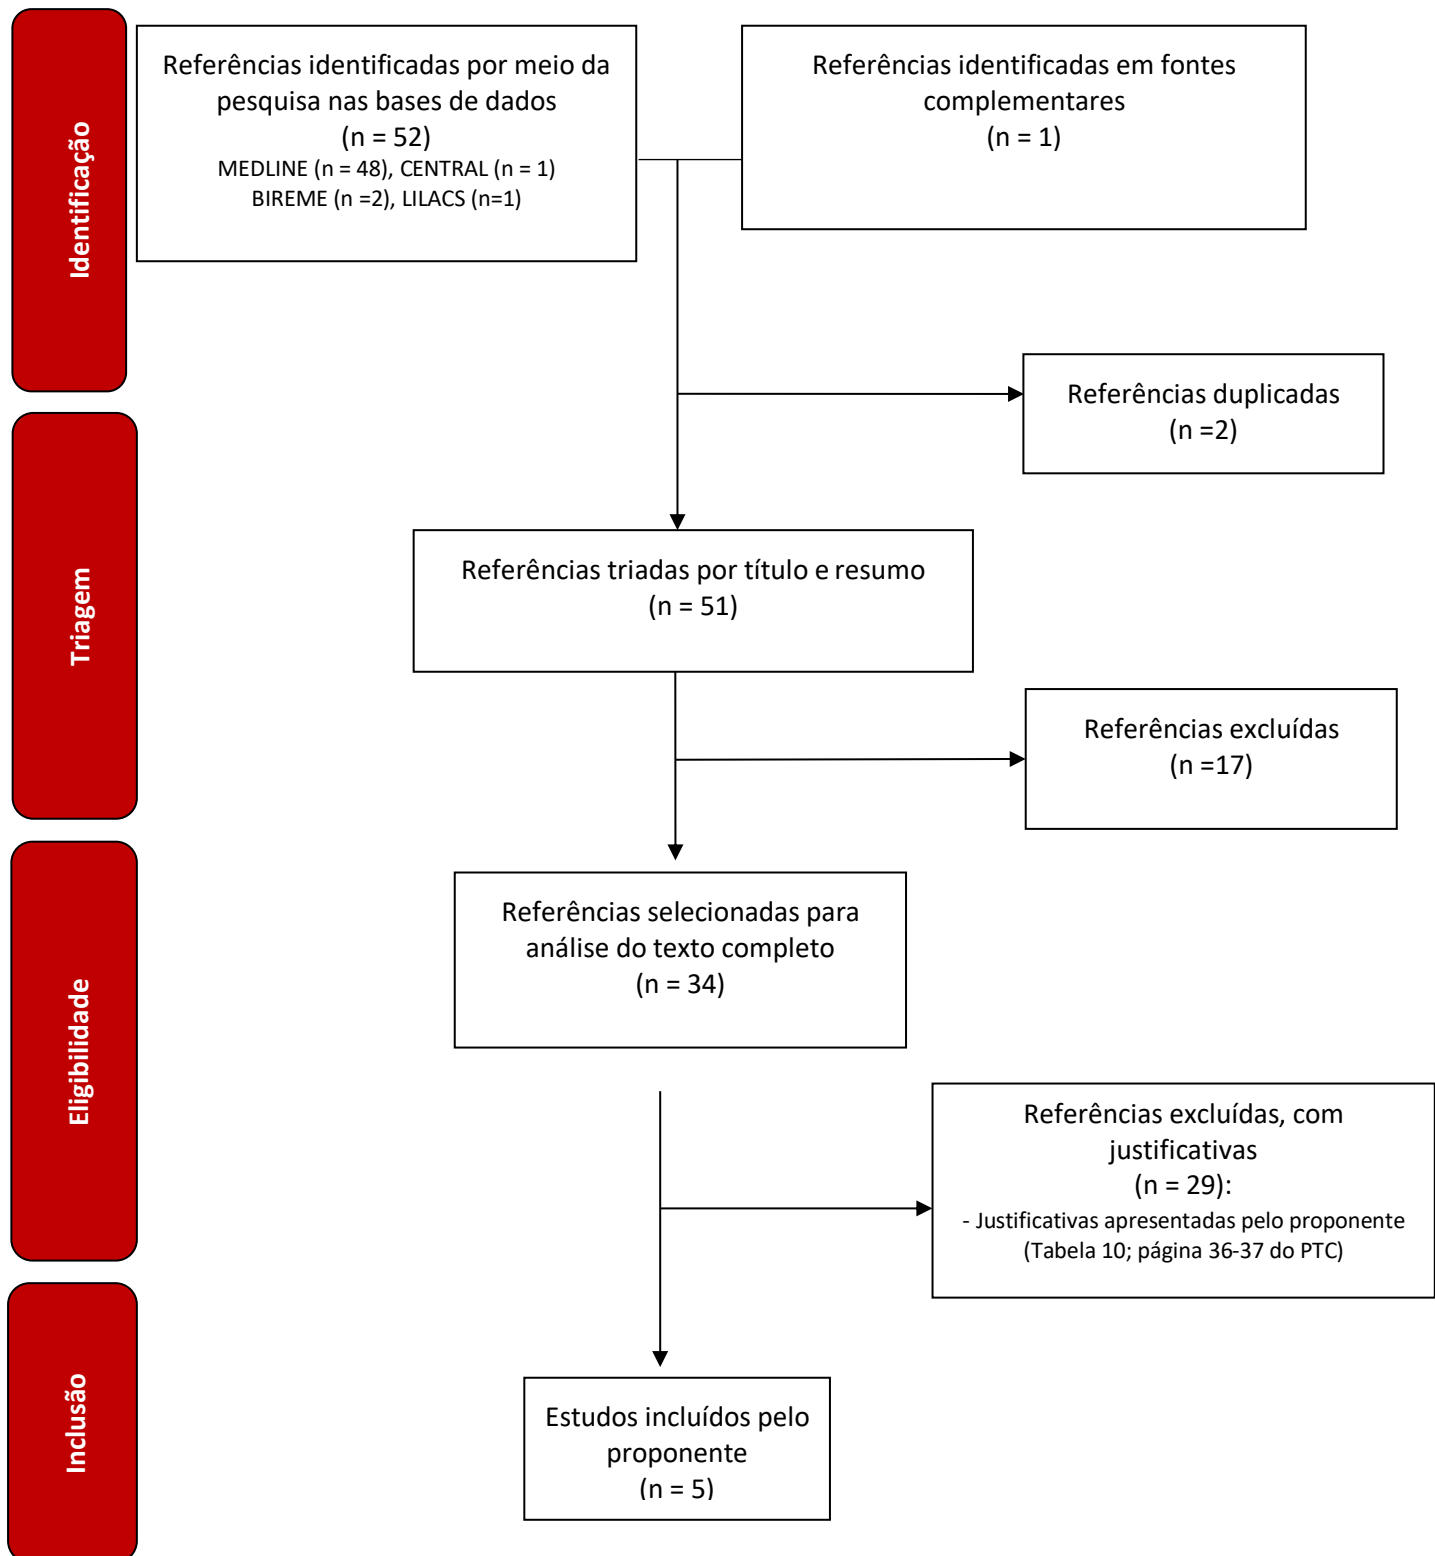 Identificação
Referências identificadas por meio da
pesquisa nas bases de dados
(n = 52)
MEDLINE (n = 48), CENTRAL (n = 1)
BIREME (n =2), LILACS (n=1)
Referências identificadas em fontes
complementares
(n = 1)
Referências duplicadas
(n =2)
Triagem
Referências triadas por título e resumo
(n = 51)
Referências excluídas
(n =17)
Eligibilidade
Referências selecionadas para
análise do texto completo
(n = 34)
Referências excluídas, com
justificativas
(n = 29):
- Justificativas apresentadas pelo proponente
(Tabela 10; página 36-37 do PTC)
Inclusão
Estudos incluídos pelo
proponente
(n = 5)